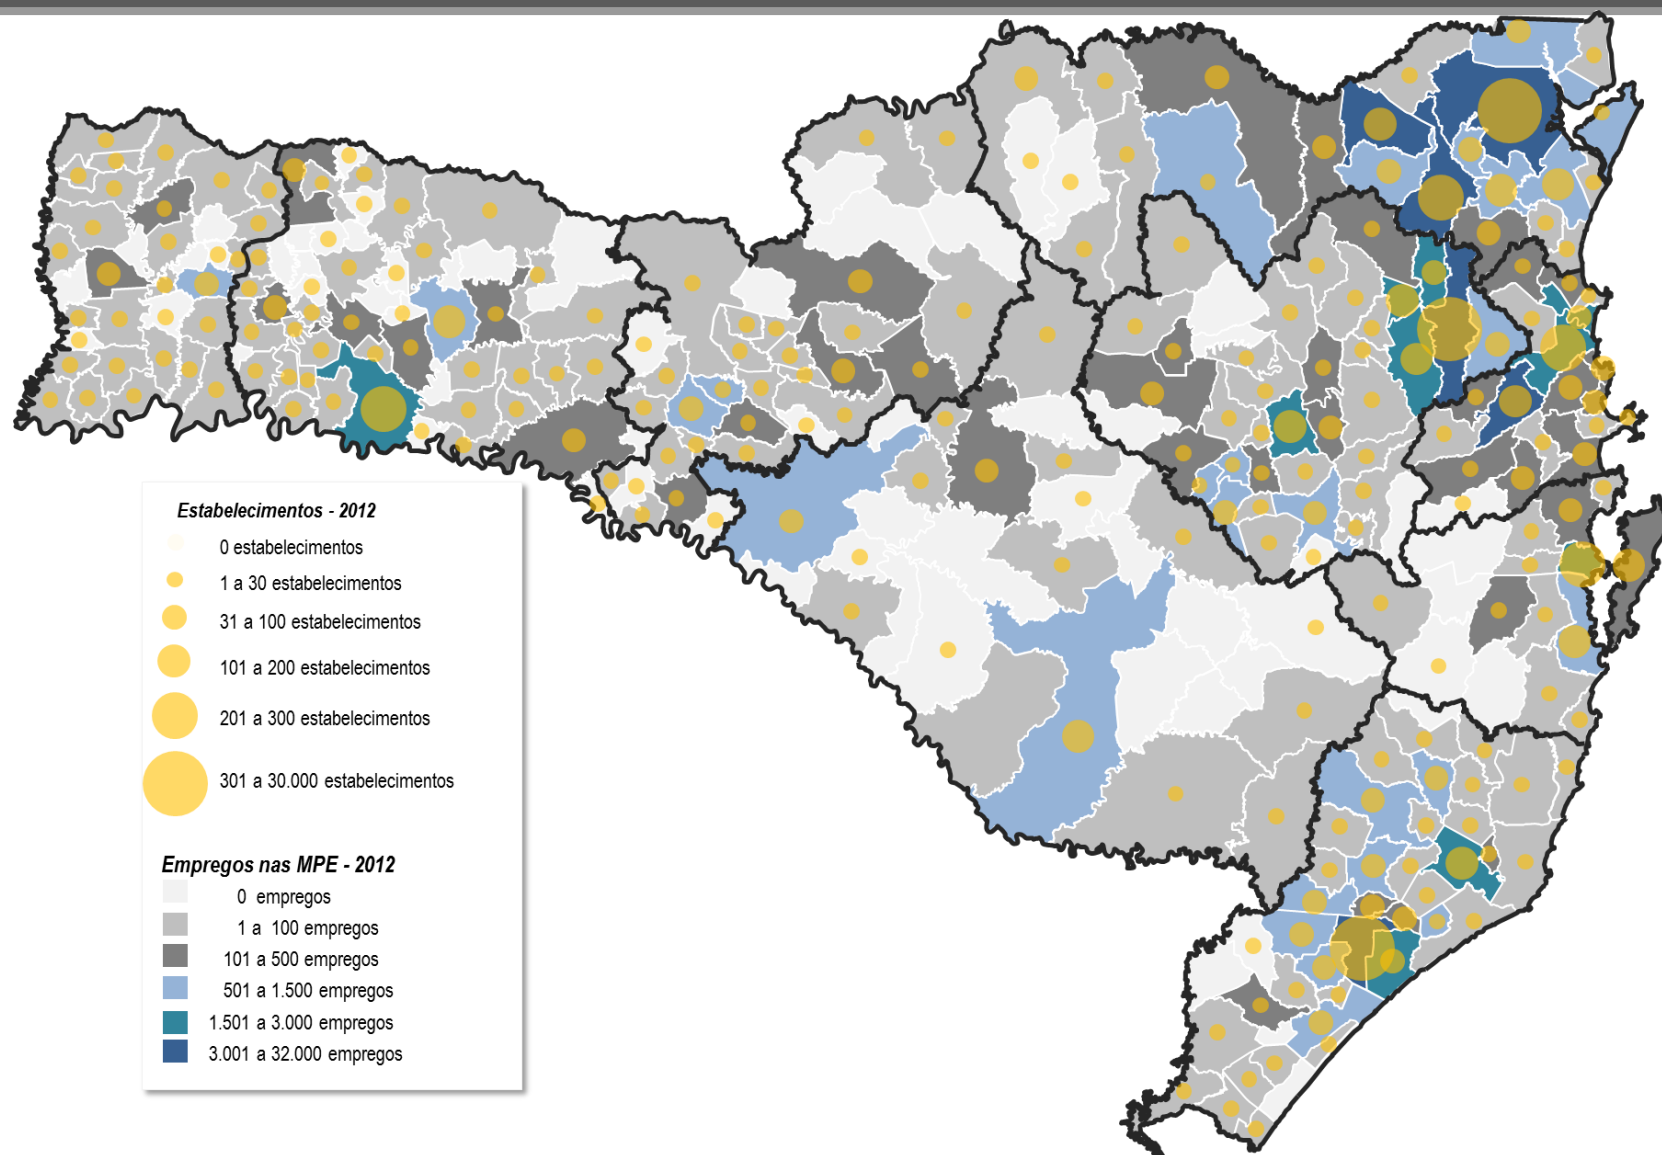 Estabelecimentos - 2012
0 estabelecimentos
1 a 30 estabelecimentos
31 a 100 estabelecimentos
101 a 200 estabelecimentos
201 a 300 estabelecimentos
301 a 30.000 estabelecimentos
Empregos nas MPE - 2012
0 empregos
1 a 100 empregos
101 a 500 empregos
501 a 1.500 empregos
1.501 a 3.000 empregos
3.001 a 32.000 empregos